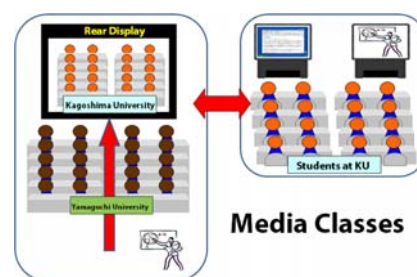 Rear Display
Kagoshima University
Yamaguchi University
Students at KU
Media Classes